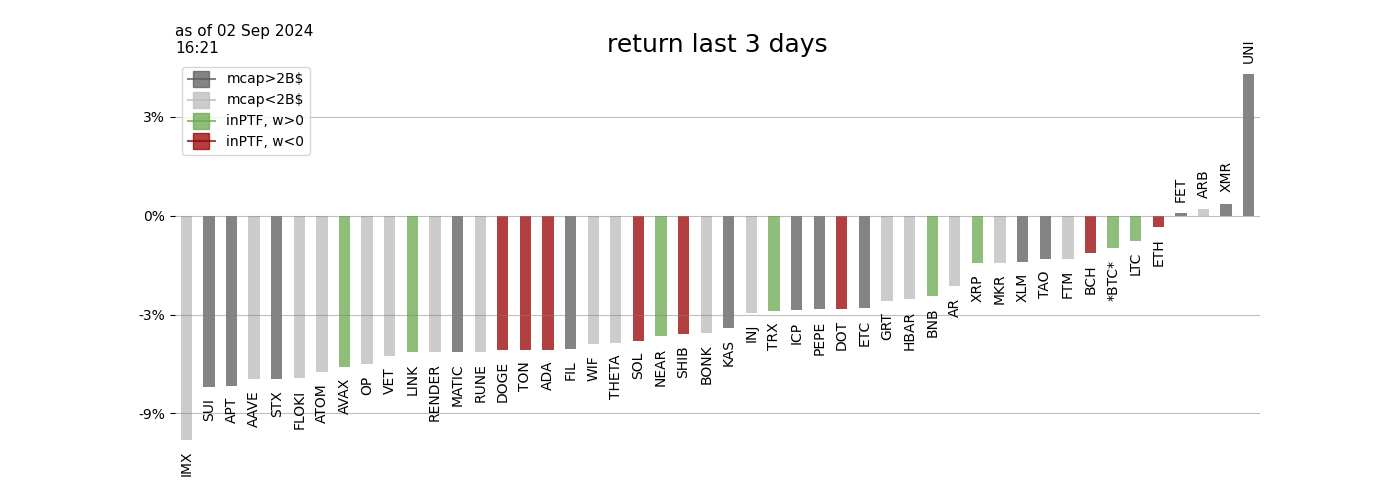 as of 02 Sep 2024
16:21
return last 3 days
mcap>2B$
mcap<2B$
inPTF, w>0
inPTF, w<0
3%
0%
-3%
-9%
IMX
SUI
APT
AAVE
STX
FLOKI
ATOM
AVAX
OP
VET
LINK
RENDER
MATIC
RUNE
DOGE
TON
ADA
FIL
WIF
THETA
SOL
NEAR
SHIB
BONK
KAS
INJ
TRX
ICP
PEPE
DOT
ETC
GRT
HBAR
BNB
AR
XRP
MKR
XLM
TAO
FTM
BCH
*BTC*
LTC
ETH
FET
ARB
XMR
UNI